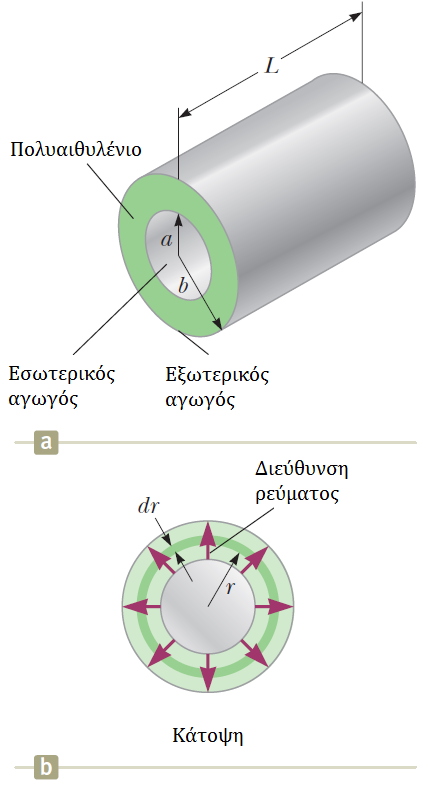 L
Πολυαιθυλένιο
a
b
Εσωτερικός
αγωγός
Εξωτερικός
αγωγός
a
Διεύθυνση
ρεύματος
dr
r
Κάτοψη
b